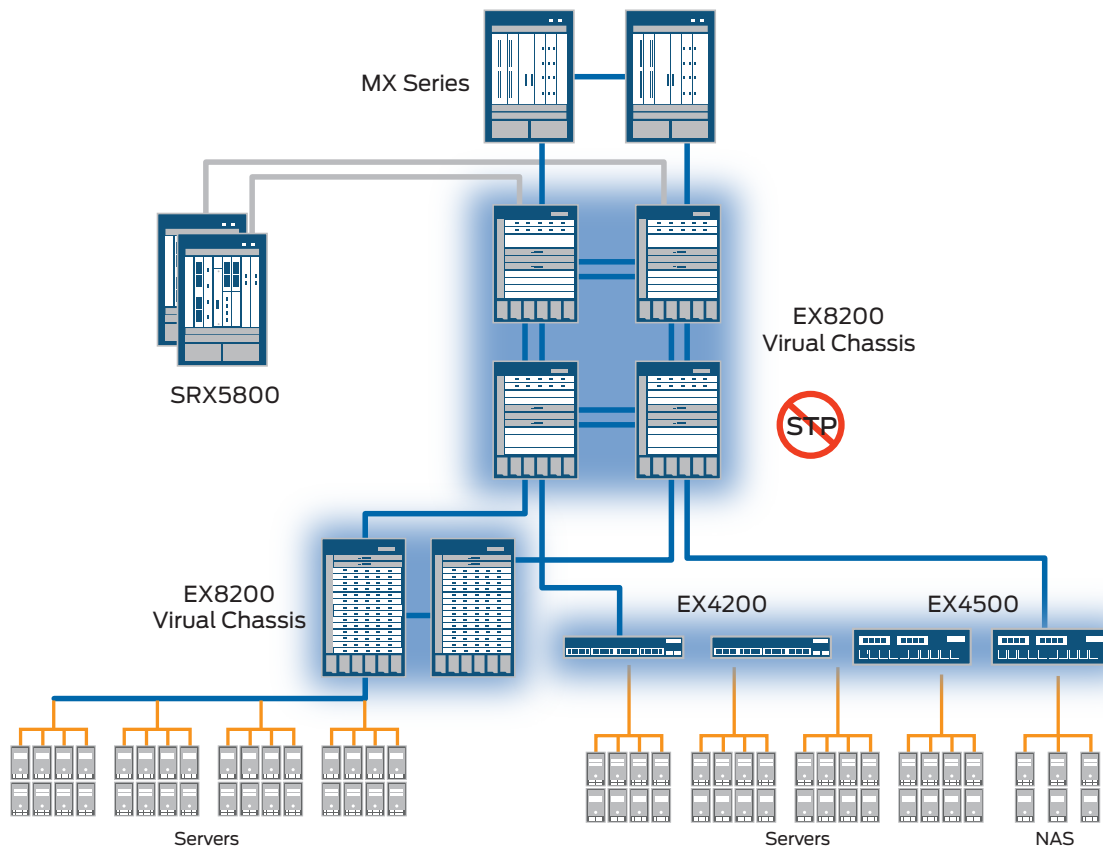 MX Series
EX8200
Virual Chassis
SRX5800
STP
EX8200
Virual Chassis
EX4200
EX4500
Servers
Servers
NAS